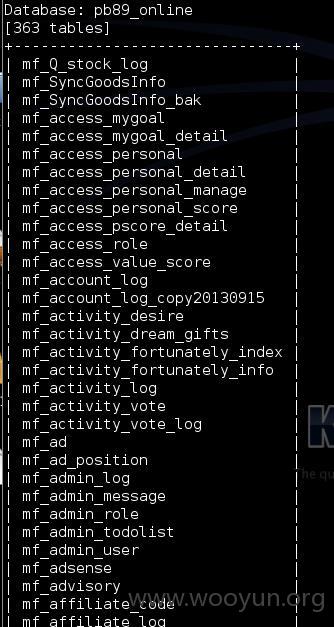 Database: pb89_online
[363 tables]
+-------------------------------+
| mf_Q_stock_log |
| mf_SyncGoodsInfo |
| mf_SyncGoodsInfo_bak |
| mf_access_mygoal |
| mf_access_mygoal_detail |
| mf_access_personal |
| mf_access_personal_detail |
| mf_access_personal_manage |
| mf_access_personal_score |
| mf_access_pscore_detail |
| mf_access_role |
| mf_access_value_score |
| mf_account_log |
| mf_account_log_copy20130915 |
| mf_activity_desire |
| mf_activity_dream_gifts |
| mf_activity_fortunately_index |
| mf_activity_fortunately_info |
| mf_activity_log |
| mf_activity_vote |
| mf_activity_vote_log |
| mf_ad |
| mf_ad_position |
| mf_admin_log |
| mf_admin_message |
| mf_admin_role |
| mf_admin_todolist |
| mf_admin_user |
| mf_adsense |
| mf_advisory |
| mf_affiliate_code |
| mf_affiliate_log |
K
The qu
www.wooyun.org